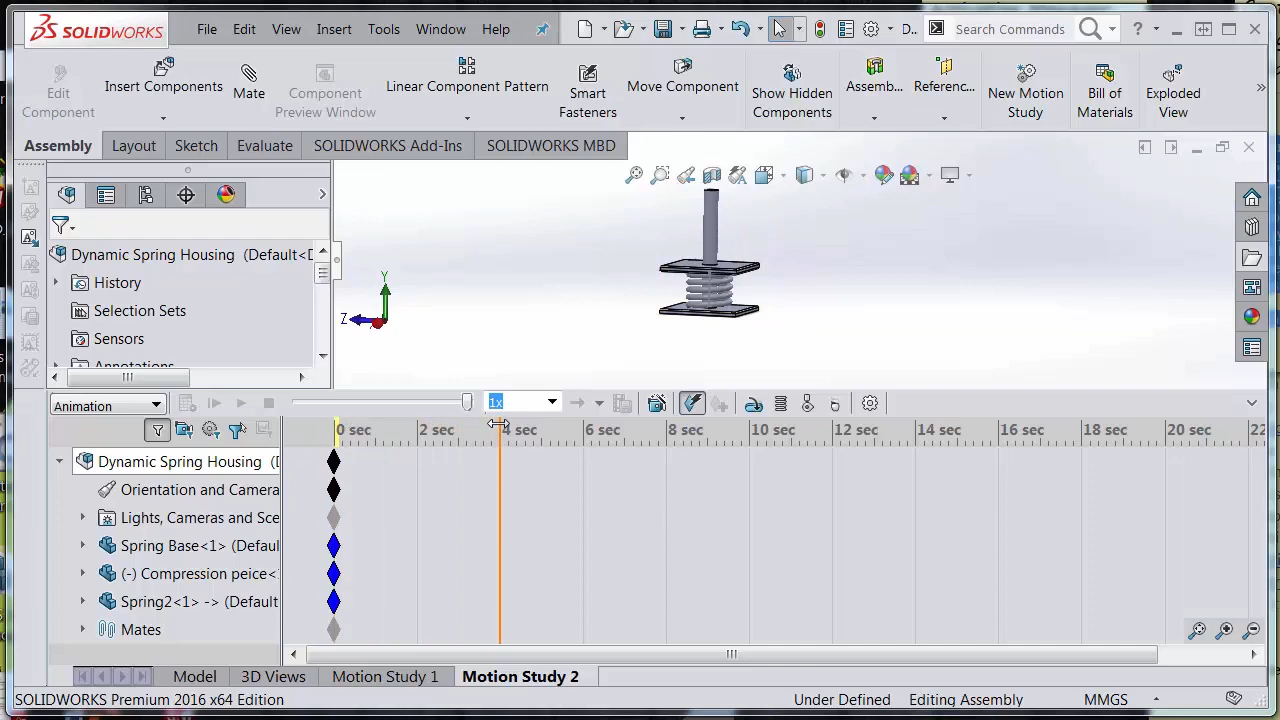 SOLIDWORKS
File Edit View Insert Tools Window Help
D..
Search Commands
?
Edit Component
Insert Components
Mate
Component Preview Window
Linear Component Pattern
Smart Fasteners
Move Component
Show Hidden Components
Assemb...
Referenc...
New Motion Study
Bill of Materials
Exploded View
Assembly Layout Sketch Evaluate SOLIDWORKS Add-Ins SOLIDWORKS MBD
Dynamic Spring Housing (Default<D
History
Selection Sets
Sensors
Annotations
Y
Z
Animation
1x
0 sec 2 sec 4 sec 6 sec 8 sec 10 sec 12 sec 14 sec 16 sec 18 sec 20 sec 22
Dynamic Spring Housing (D
Orientation and Camera
Lights, Cameras and Sce
Spring Base<1> (Defaul
(-) Compression peice<
Spring2<1> -> (Default
Mates
Model 3D Views Motion Study 1 Motion Study 2
SOLIDWORKS Premium 2016 x64 Edition Under Defined Editing Assembly MMGS